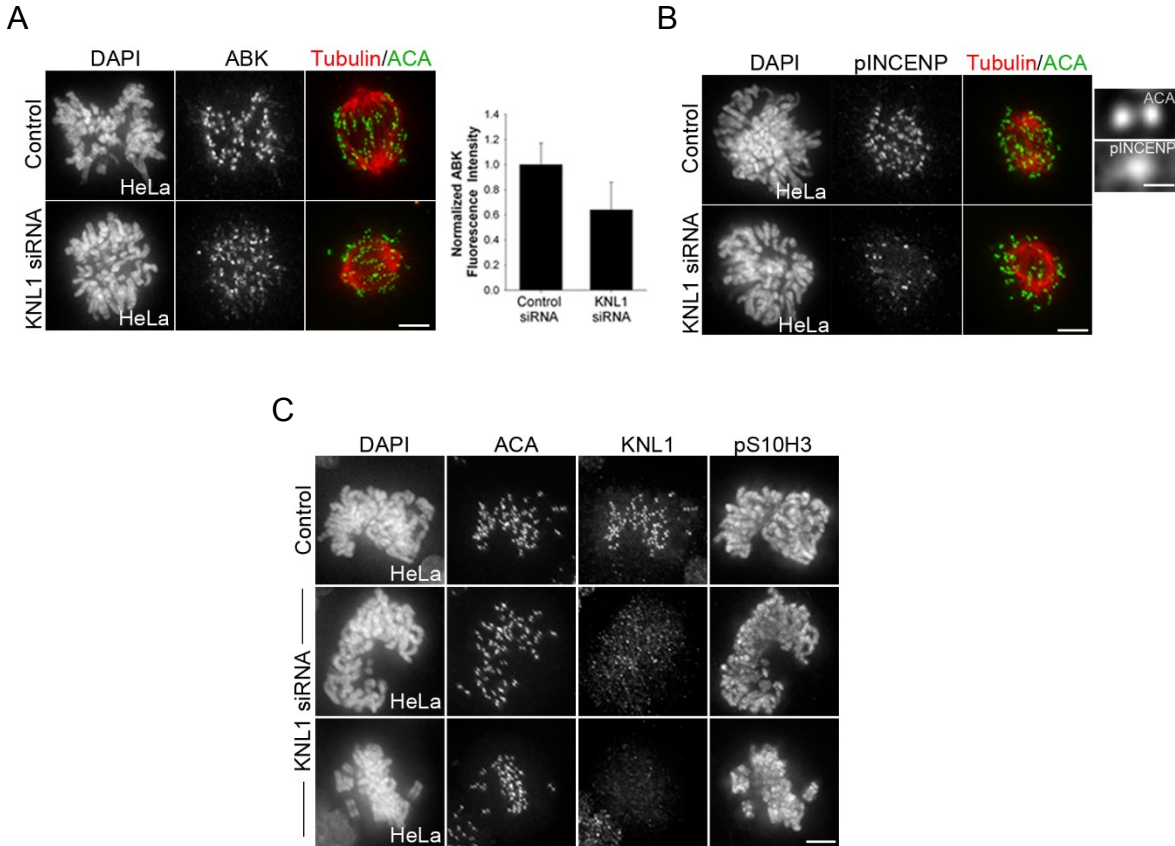 A
DAPI
ABK
Tubulin/ACA
Control
HeLa
KNL1 siRNA
HeLa
Normalized ABK
Fluorescence Intensity
1.4
1.2
1.0
0.8
0.6
0.4
0.2
0.0
Control
siRNA
KNL1
siRNA
B
DAPI
pINCENP
Tubulin/ACA
Control
HeLa
KNL1 siRNA
HeLa
ACA
pINCENP
C
DAPI
ACA
KNL1
pS10H3
Control
HeLa
KNL1 siRNA
HeLa
HeLa